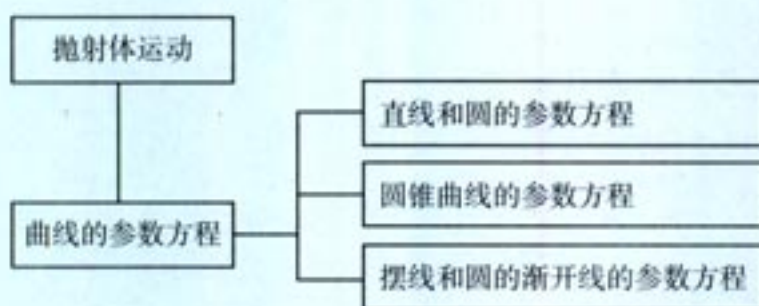 抛射体运动
直线和圆的参数方程
圆锥曲线的参数方程
曲线的参数方程
摆线和圆的渐开线的参数方程